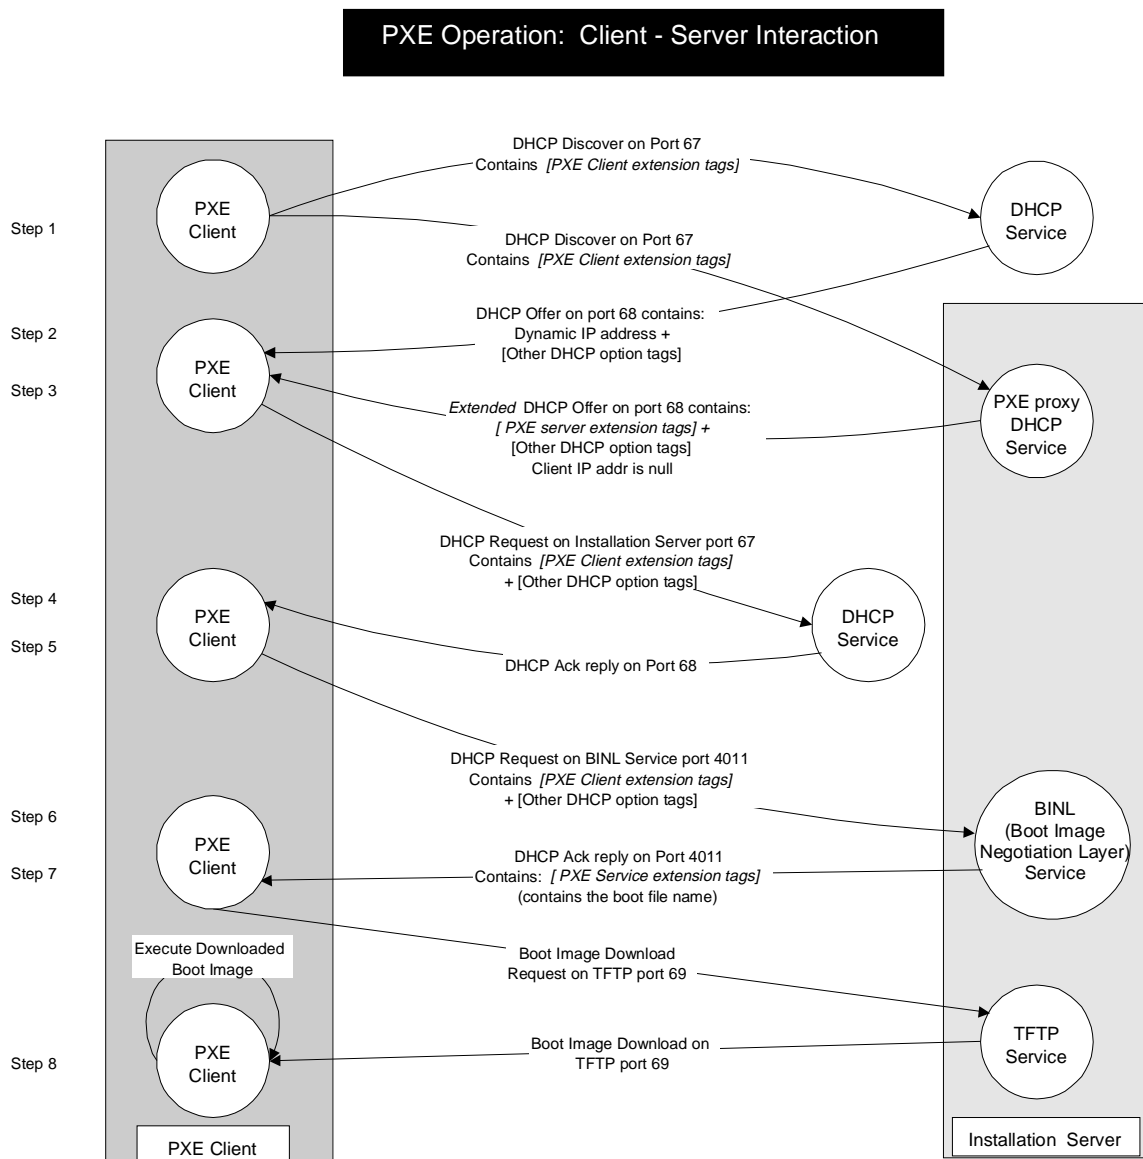 PXE Operation:  Client - Server Interaction
DHCP Discover on Port 67
Contains [PXE Client extension tags]
PXE
Client
DHCP
Service
Step 1
DHCP Discover on Port 67
Contains [PXE Client extension tags]
Step 2
DHCP Offer on port 68 contains:
Dynamic IP address +
[Other DHCP option tags]
PXE
Client
Step 3
Extended DHCP Offer on port 68 contains:
[ PXE server extension tags] +
[Other DHCP option tags]
Client IP addr is null
PXE proxy
DHCP
Service
DHCP Request on Installation Server port 67
Contains [PXE Client extension tags]
+ [Other DHCP option tags]
Step 4
PXE
Client
DHCP
Service
Step 5
DHCP Ack reply on Port 68
DHCP Request on BINL Service port 4011
Contains [PXE Client extension tags]
+ [Other DHCP option tags]
Step 6
PXE
Client
BINL
(Boot Image
Negotiation Layer)
Service
Step 7
DHCP Ack reply on Port 4011
Contains: [ PXE Service extension tags]
(contains the boot file name)
Execute Downloaded
Boot Image
Boot Image Download
Request on TFTP port 69
PXE
Client
TFTP
Service
Step 8
Boot Image Download on
TFTP port 69
PXE Client
Installation Server